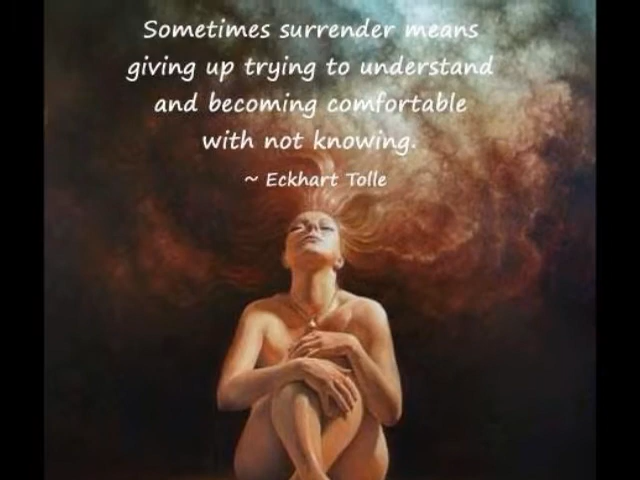 Sometimes surrender means
giving up trying to understand
and becoming comfortable
with not knowing.
~ Eckhart Tolle